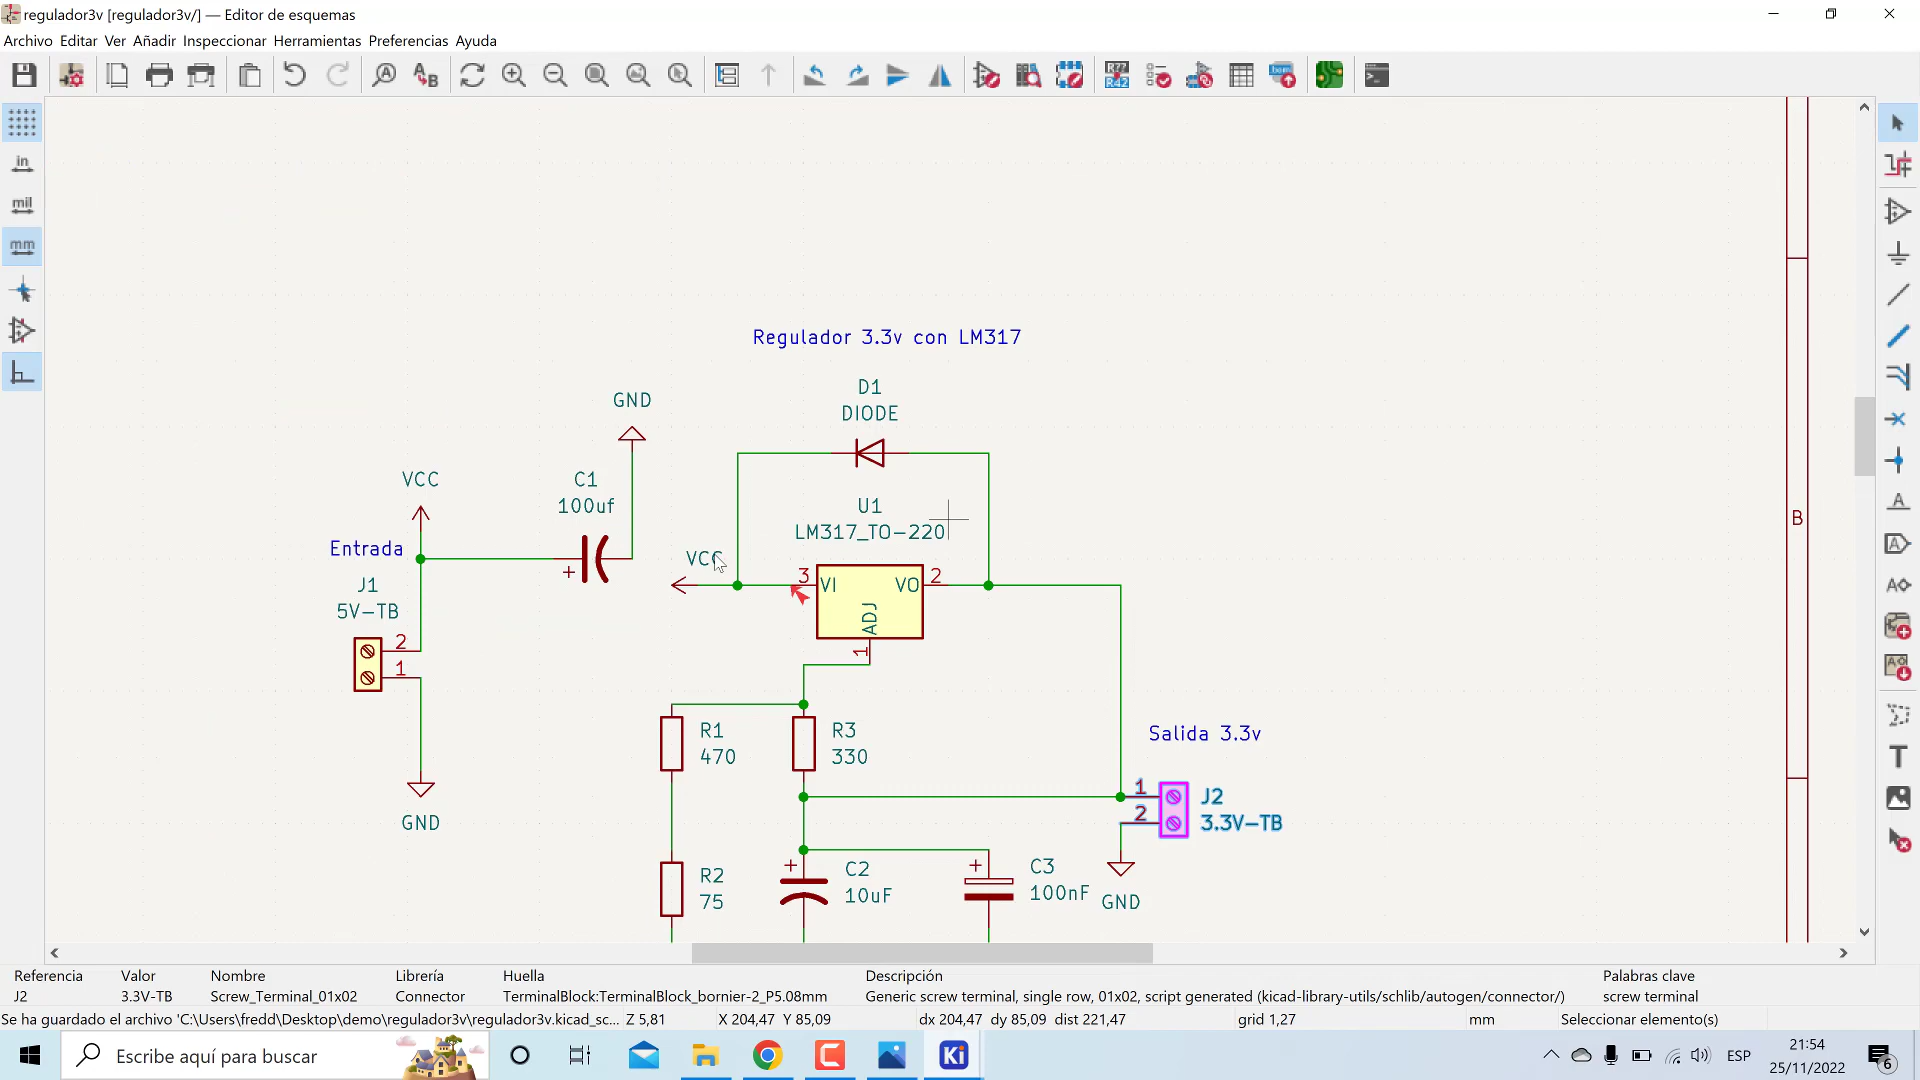 regulador3v [regulador3v/] — Editor de esquemas
Archivo Editar Ver Añadir Inspeccionar Herramientas Preferencias Ayuda
in
mil
mm
Regulador 3.3v con LM317
D1
DIODE
GND
VCC
C1
100uf
U1
LM317_TO-220
Entrada
VCC
3 VI VO 2
ADJ
1
J1
5V-TB
2
1
GND
R1
470
R3
330
Salida 3.3v
1
2
J2
3.3V-TB
R2
75
C2
10uF
C3
100nF
GND
B
Referencia Valor Nombre Librería Huella Descripción Palabras clave
J2 3.3V-TB Screw_Terminal_01x02 Connector TerminalBlock:TerminalBlock_bornier-2_P5.08mm Generic screw terminal, single row, 01x02, script generated (kicad-library-utils/schlib/autogen/connector/) screw terminal
Se ha guardado el archivo 'C:\Users\fredd\Desktop\demo\regulador3v\regulador3v.kicad_sc... Z 5,81 X 204,47 Y 85,09 dx 204,47 dy 85,09 dist 221,47 grid 1,27 mm Seleccionar elemento(s)
Escribe aquí para buscar
Ki
ESP
21:54
25/11/2022
6